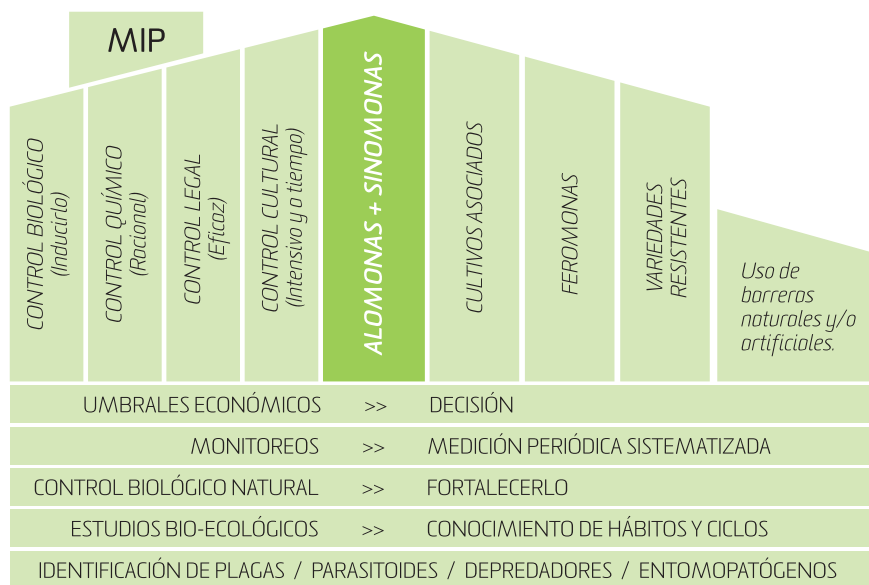 MIP
CONTROL BIOLÓGICO
(Inducirlo)
CONTROL QUÍMICO
(Racional)
CONTROL LEGAL
(Eficaz)
CONTROL CULTURAL
(Intensivo y a tiempo)
ALOMONAS + SINOMONAS
CULTIVOS ASOCIADOS
FEROMONAS
VARIEDADES
RESISTENTES
Uso de
barreras
naturales y/o
artificiales.
UMBRALES ECONÓMICOS >> DECISIÓN
MONITOREOS >> MEDICIÓN PERIÓDICA SISTEMATIZADA
CONTROL BIOLÓGICO NATURAL >> FORTALECERLO
ESTUDIOS BIO-ECOLÓGICOS >> CONOCIMIENTO DE HÁBITOS Y CICLOS
IDENTIFICACIÓN DE PLAGAS / PARASITOIDES / DEPREDADORES / ENTOMOPATÓGENOS